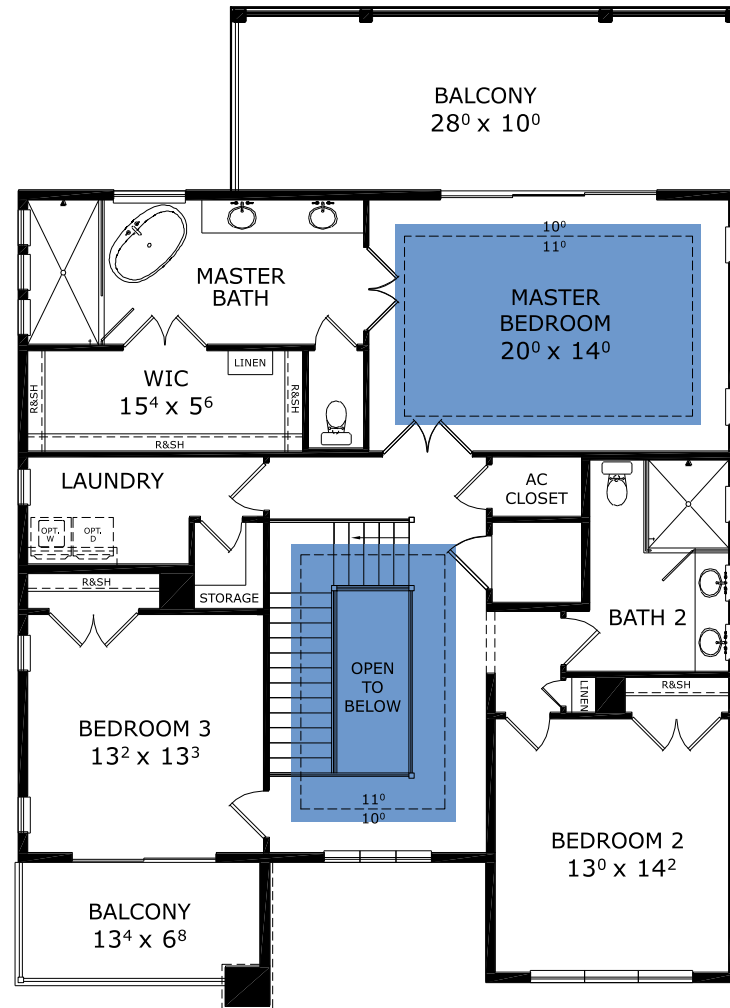 BALCONY
28⁰ x 10⁰
10⁰
11⁰
MASTER
BATH
MASTER
BEDROOM
20⁰ x 14⁰
LINEN
WIC
15⁴ x 5⁶
R&SH
R&SH
R&SH
LAUNDRY
AC
CLOSET
OPT.
W
OPT.
D
R&SH
STORAGE
BATH 2
OPEN
TO
BELOW
LINEN
R&SH
BEDROOM 3
13² x 13³
11⁰
10⁰
BEDROOM 2
13⁰ x 14²
BALCONY
13⁴ x 6⁸